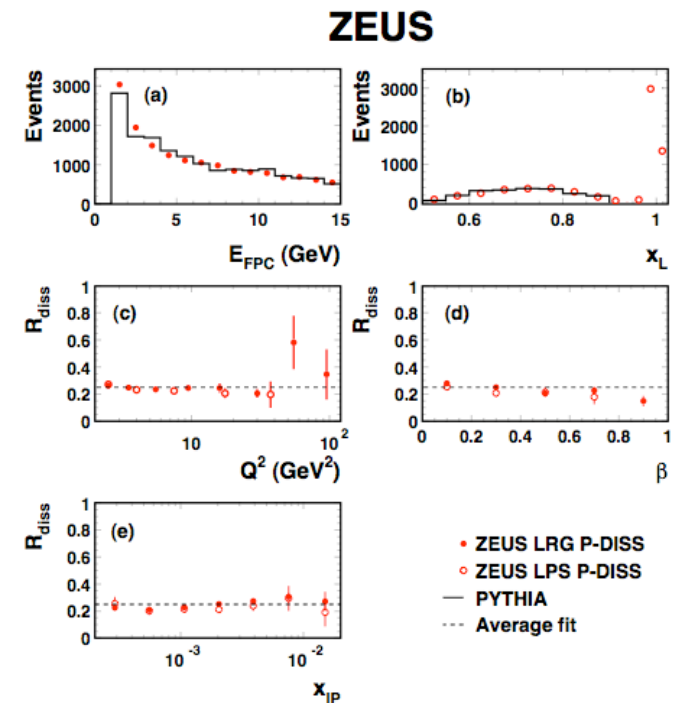 ZEUS
Events
3000
2000
1000
0
(a)
0 5 10 15
E_FPC (GeV)
Events
3000
2000
1000
0
(b)
0.6 0.8 1
x_L
R_diss
1
0.8
0.6
0.4
0.2
0
(c)
10 10^2
Q^2 (GeV^2)
R_diss
1
0.8
0.6
0.4
0.2
0
(d)
0 0.2 0.4 0.6 0.8 1
β
R_diss
1
0.8
0.6
0.4
0.2
0
(e)
10^-3 10^-2
x_IP
ZEUS LRG P-DISS
ZEUS LPS P-DISS
PYTHIA
Average fit